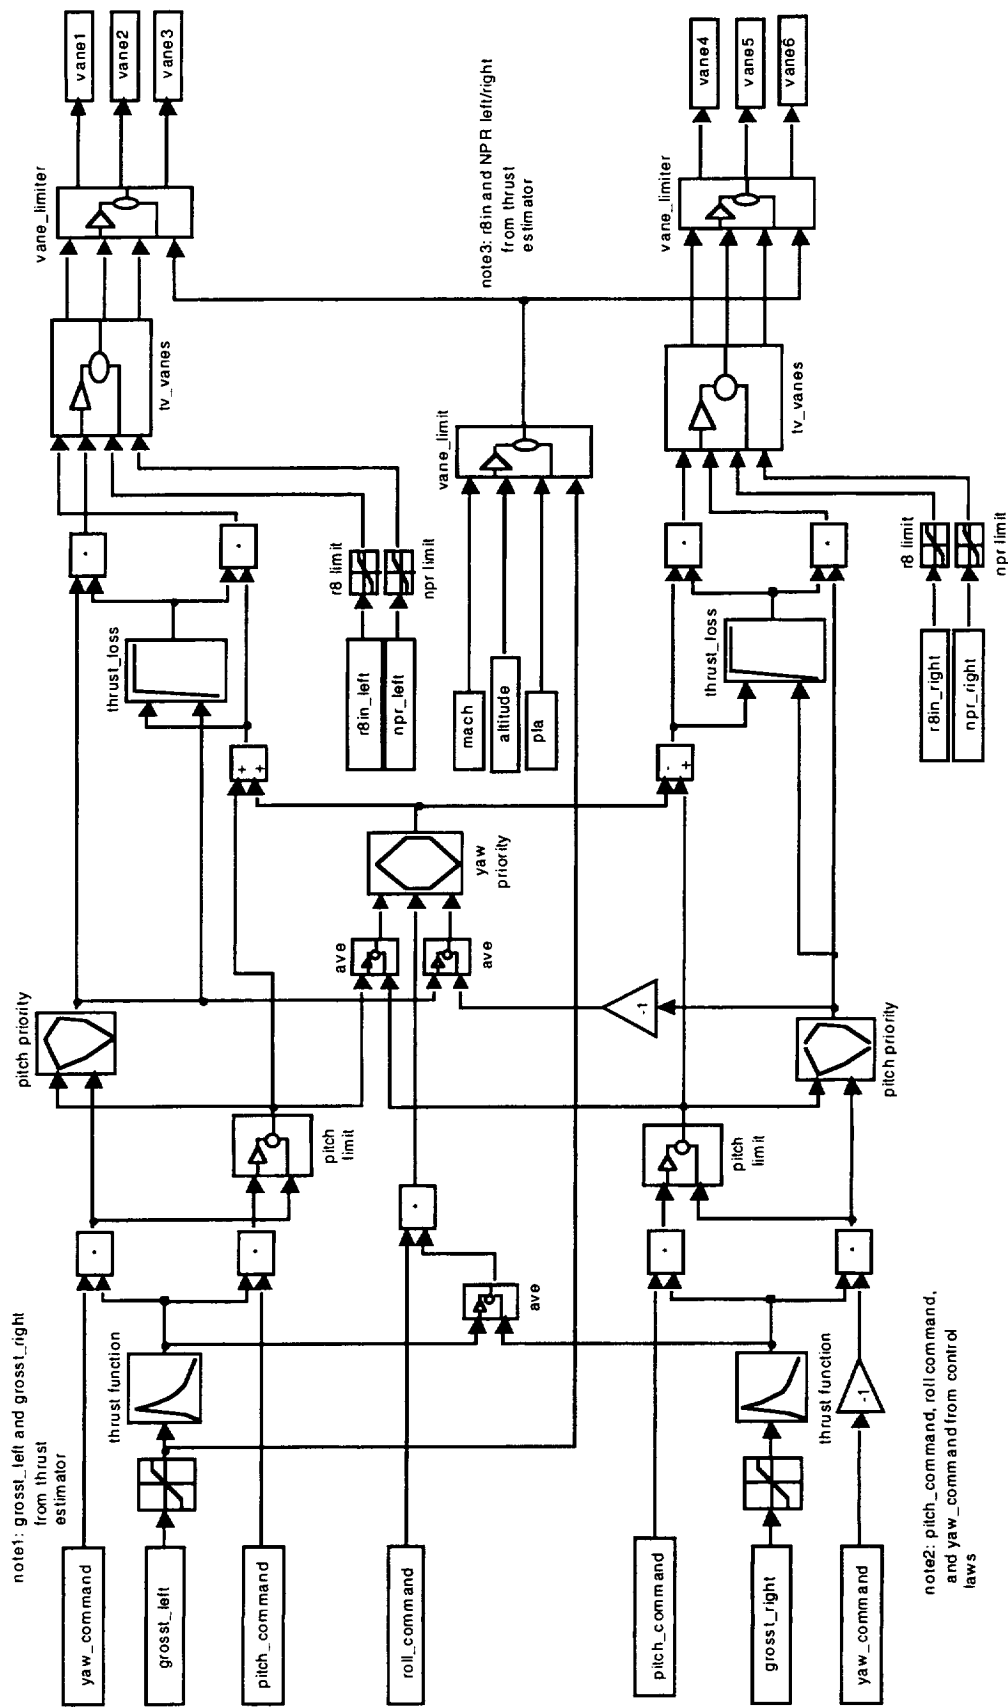 note1: grosst_left and grosst_right
from thrust
estimator
yaw_command
grosst_left
pitch_command
roll_command
pitch_command
grosst_right
yaw_command
note2: pitch_command, roll command,
and yaw_command from control
laws
thrust function
thrust function
-1
*
*
*
*
*
ave
pitch
limit
pitch
limit
pitch priority
pitch priority
-1
ave
ave
yaw
priority
+
+
-
+
thrust_loss
thrust_loss
*
*
*
*
r8in_left
npr_left
r8 limit
npr limit
mach
altitude
pla
vane_limit
r8in_right
npr_right
r8 limit
npr limit
tv_vanes
tv_vanes
note3: r8in and NPR left/right
from thrust
estimator
vane_limiter
vane_limiter
vane1
vane2
vane3
vane4
vane5
vane6